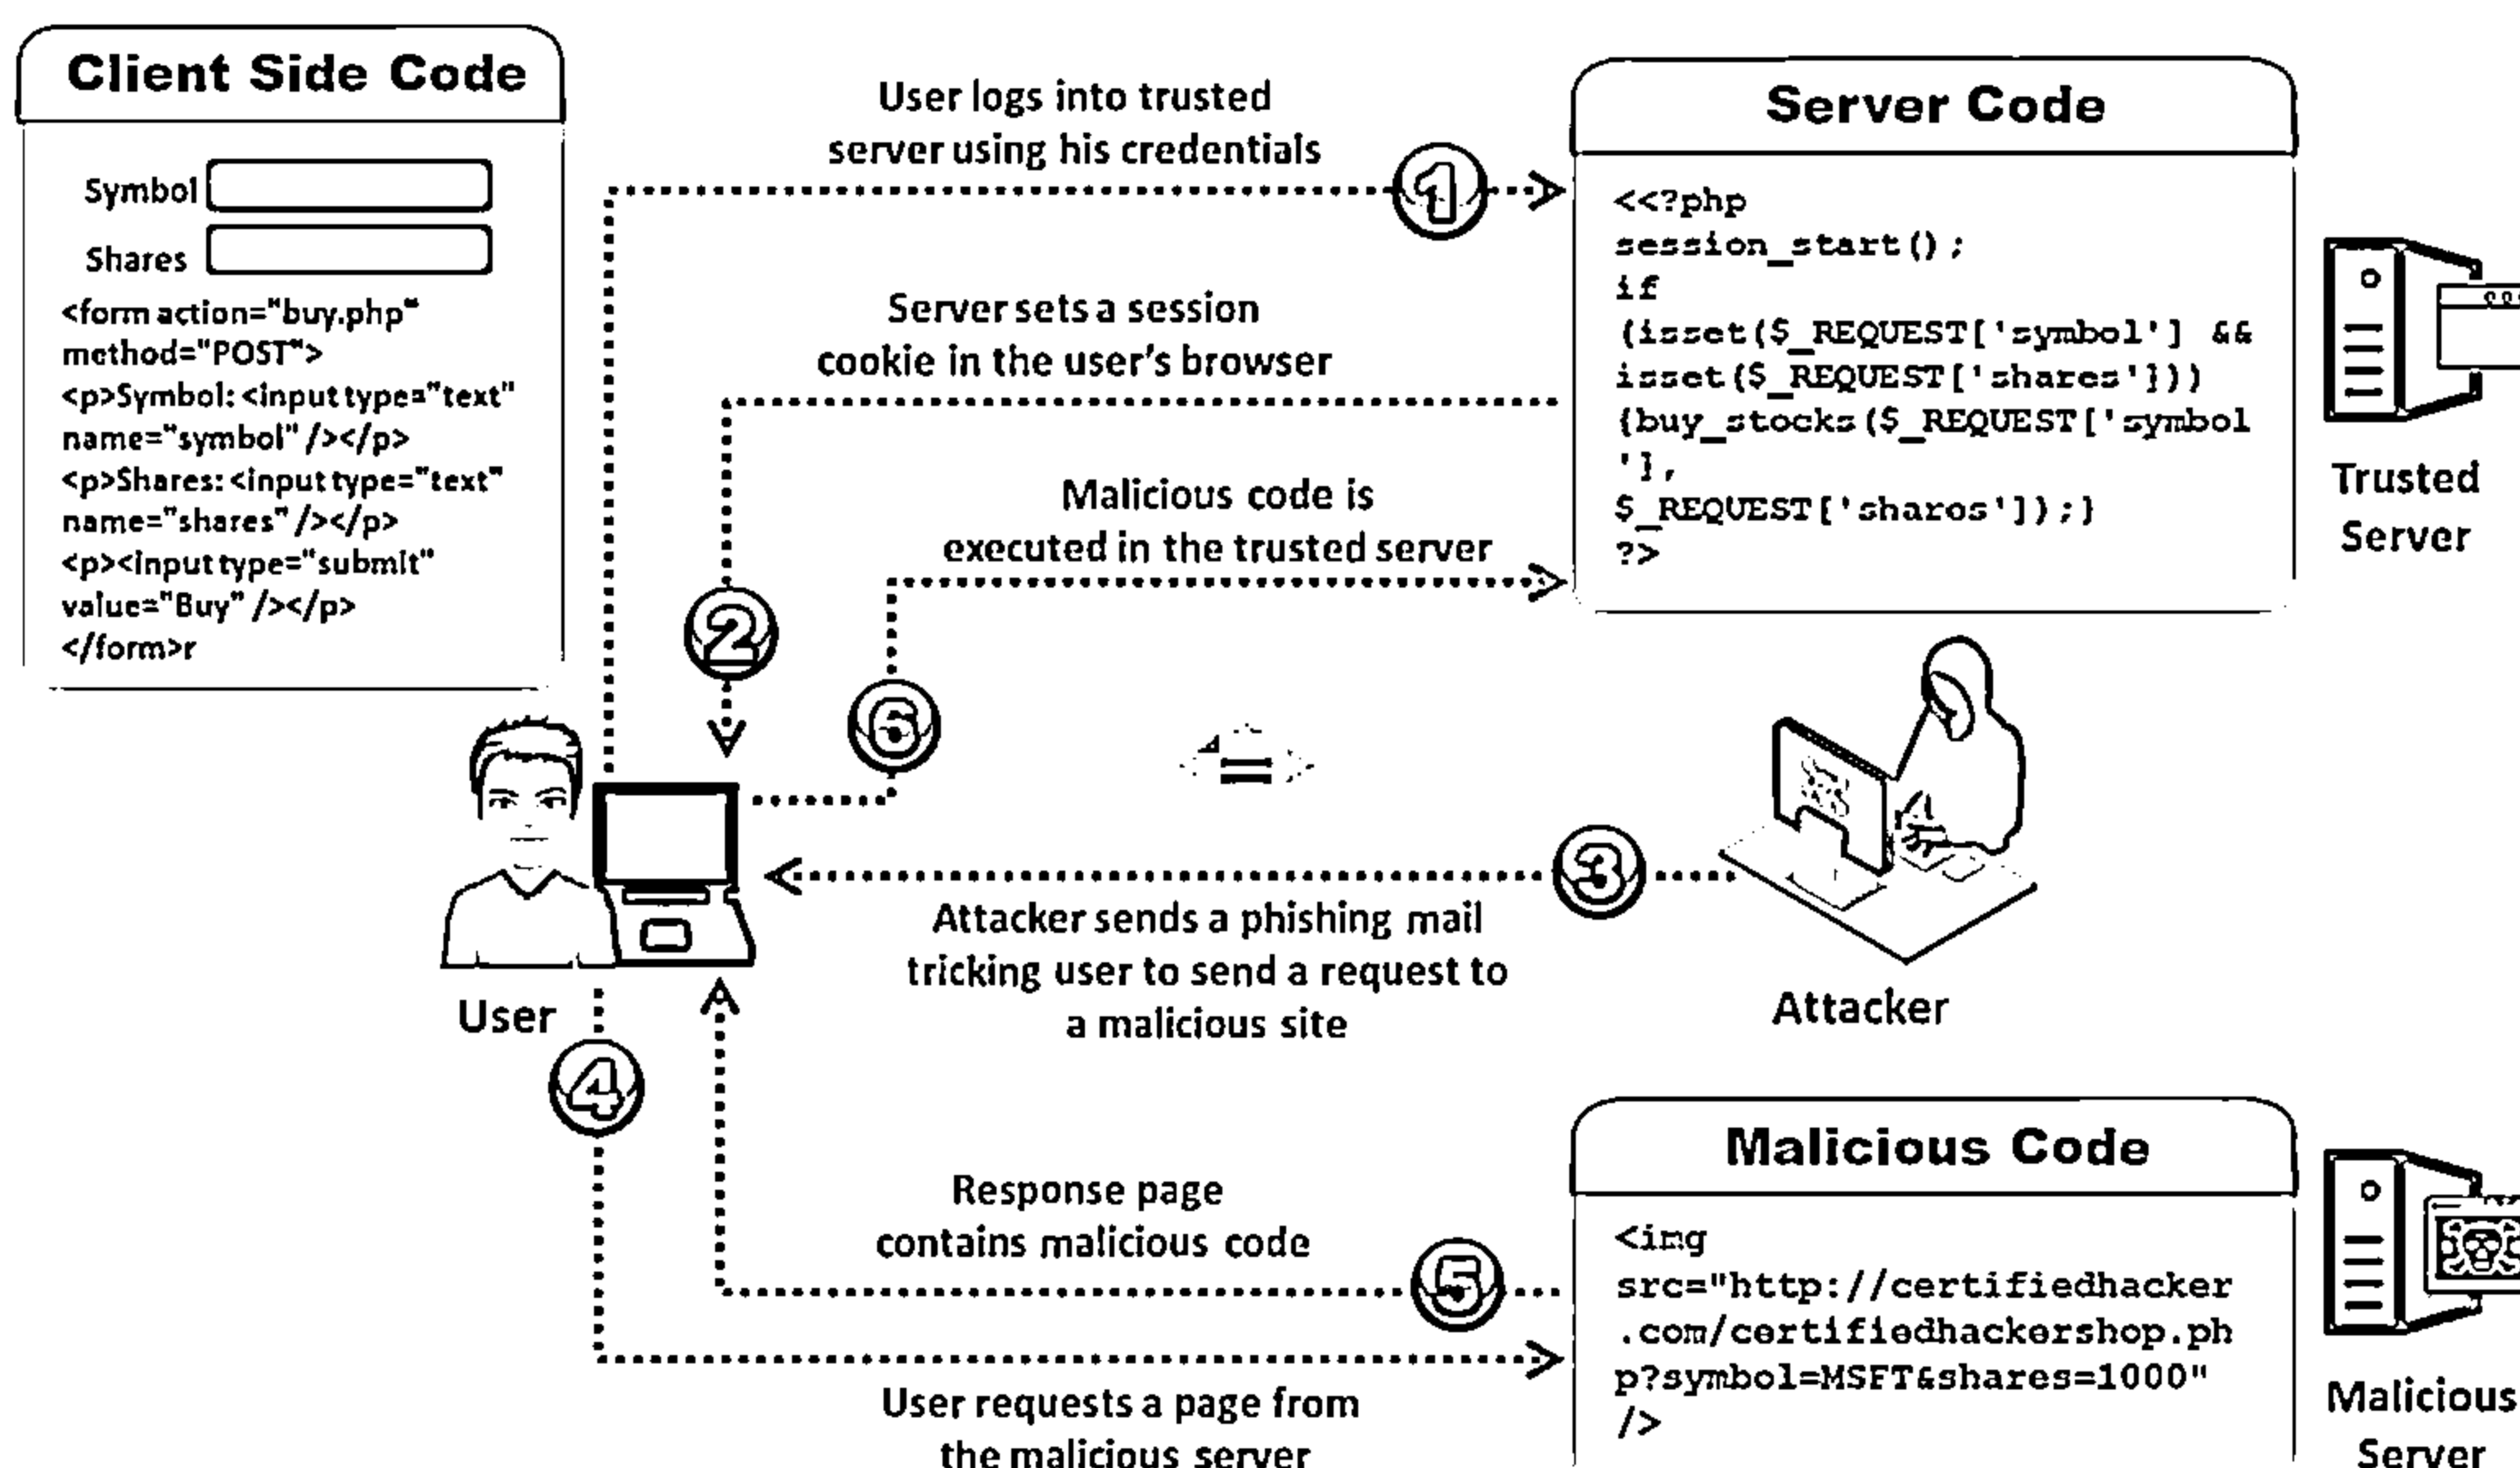 Client Side Code
Symbol
Shares
<form action="buy.php"
method="POST">
<p>Symbol: <input type="text"
name="symbol" /></p>
<p>Shares: <input type="text"
name="shares" /></p>
<p><input type="submit"
value="Buy" /></p>
</form>r
User logs into trusted
server using his credentials
1
Server sets a session
cookie in the user's browser
2
Malicious code is
executed in the trusted server
6
Server Code
<<?php
session_start();
if
(isset($_REQUEST['symbol'] &&
isset($_REQUEST['shares']))
{buy_stocks($_REQUEST['symbol
'],
$_REQUEST['sharos']);}
?>
Trusted
Server
3
Attacker sends a phishing mail
tricking user to send a request to
a malicious site
User
Attacker
4
Response page
contains malicious code
5
User requests a page from
the malicious server
Malicious Code
<img
src="http://certifiedhacker
.com/certifiedhackershop.ph
p?symbol=MSFT&shares=1000"
/>
Malicious
Server